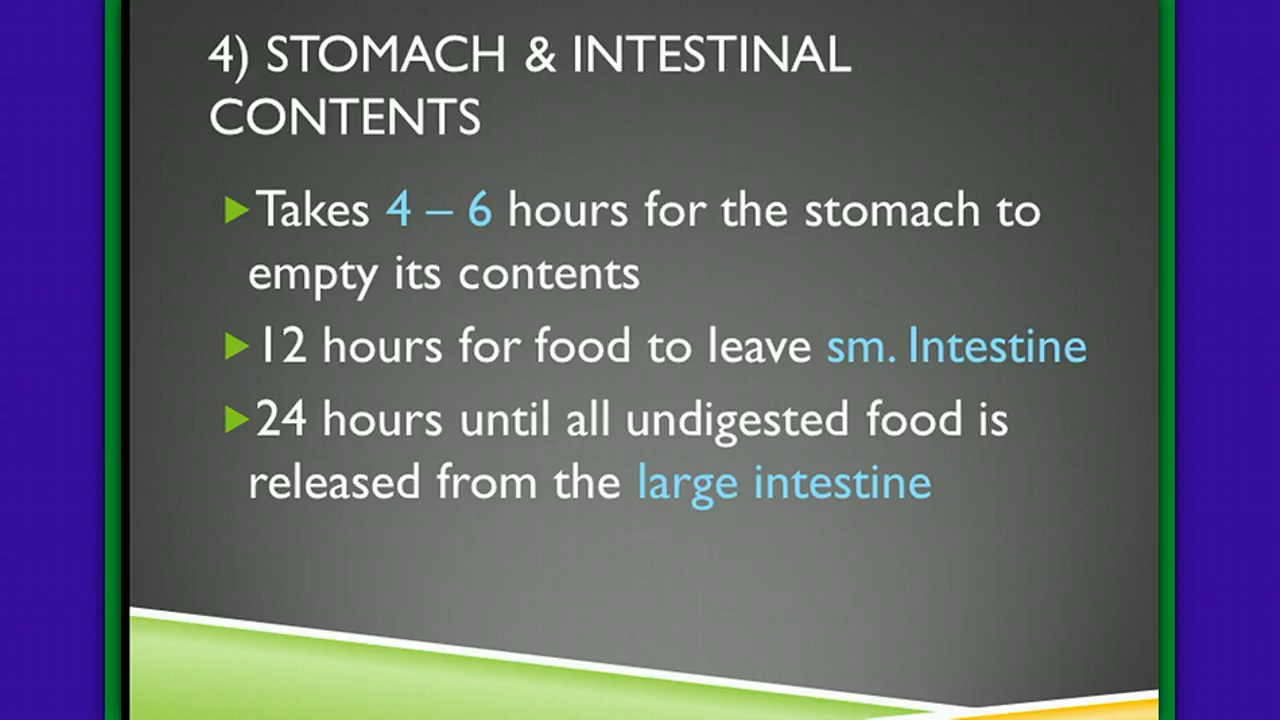 4) STOMACH & INTESTINAL
CONTENTS
Takes 4 – 6 hours for the stomach to
empty its contents
12 hours for food to leave sm. Intestine
24 hours until all undigested food is
released from the large intestine